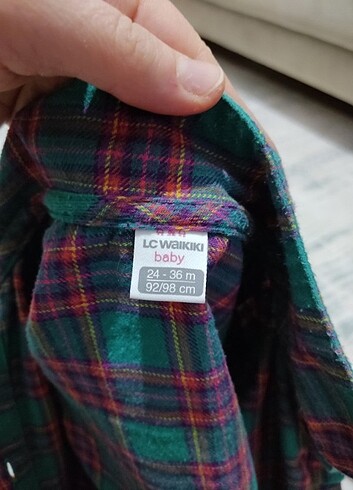 LC WAIKIKI
baby
24 - 36 m
92/98 cm